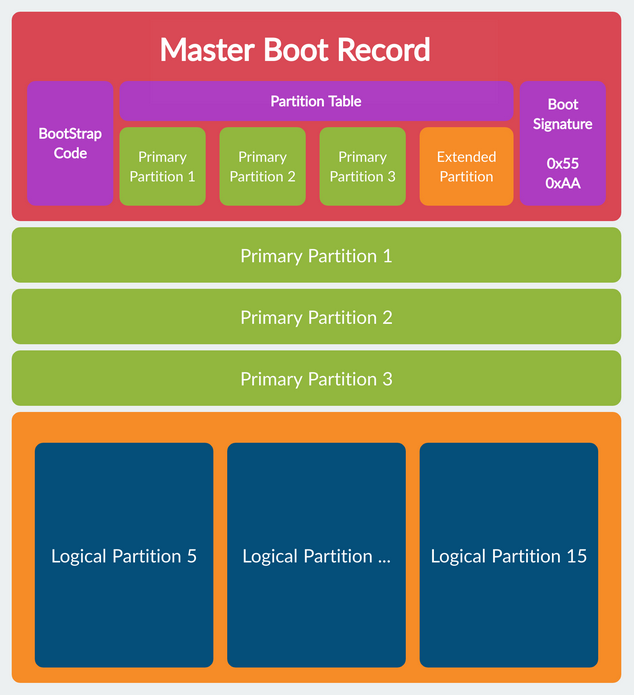 Master Boot Record
BootStrap
Code
Partition Table
Primary
Partition 1
Primary
Partition 2
Primary
Partition 3
Extended
Partition
Boot
Signature
0x55
0xAA
Primary Partition 1
Primary Partition 2
Primary Partition 3
Logical Partition 5
Logical Partition ...
Logical Partition 15